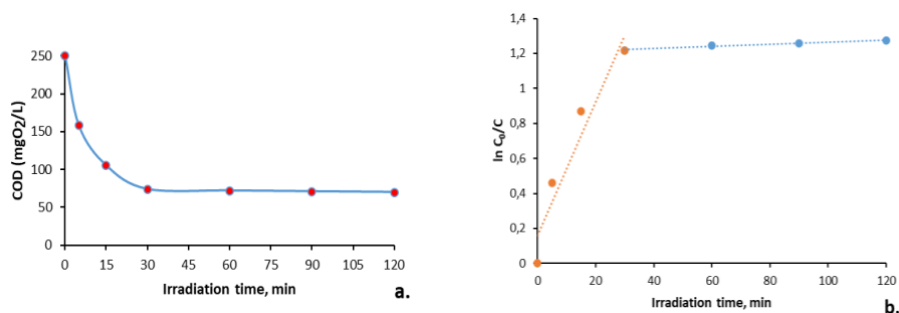 250
200
150
100
50
0
COD (mgO2/L)
0 15 30 45 60 75 90 105 120
Irradiation time, min
a.
1,4
1,2
1
0,8
0,6
0,4
0,2
0
ln C0/C
0 20 40 60 80 100 120
Irradiation time, min
b.